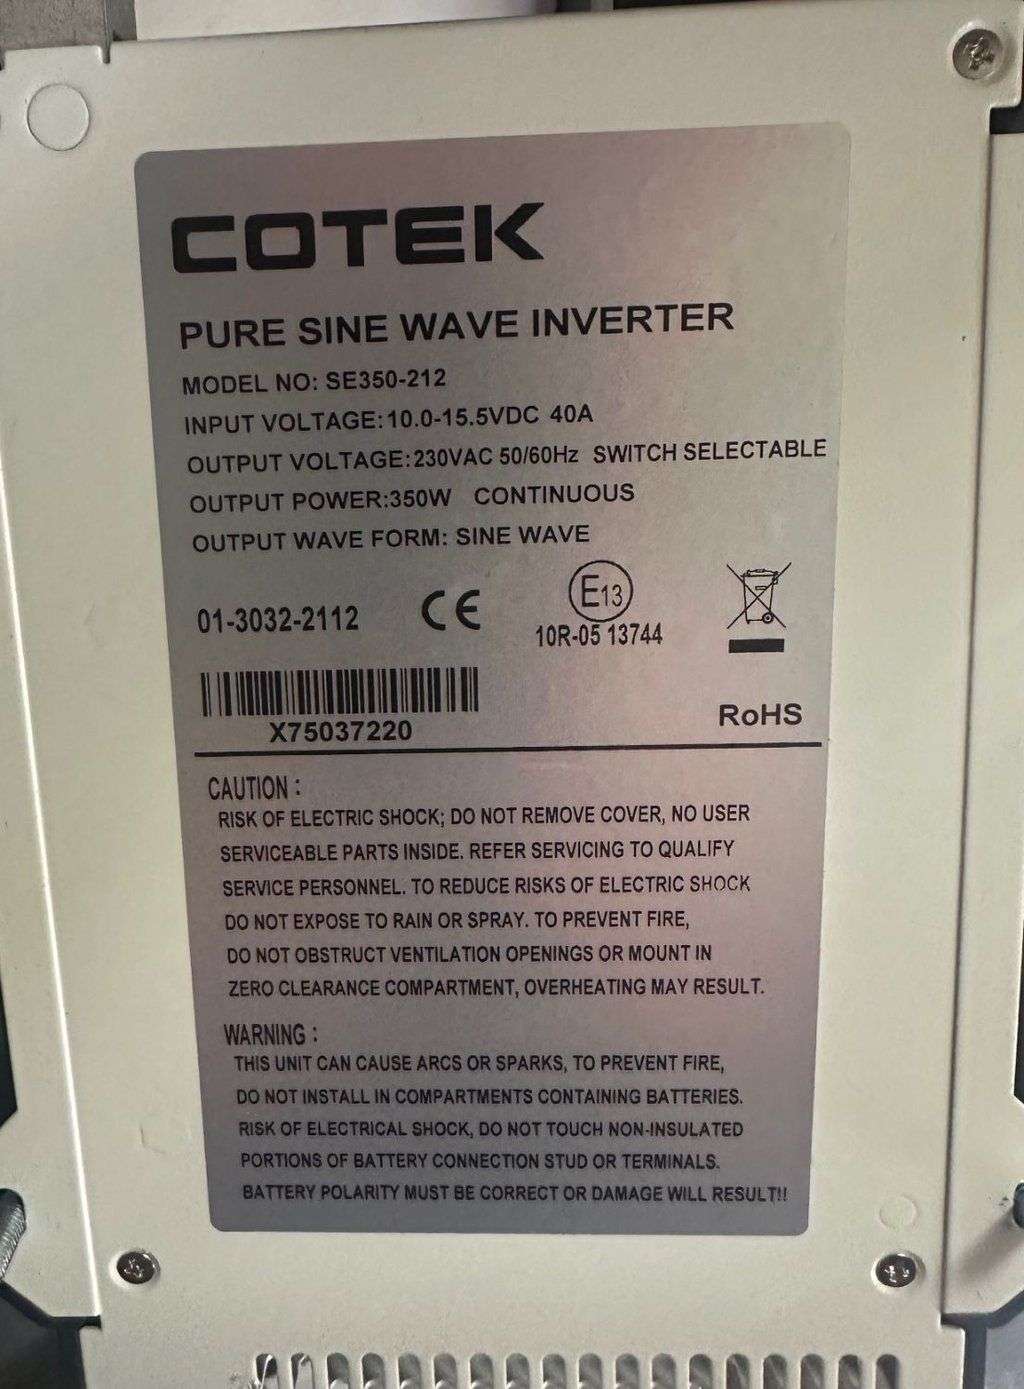 COTEK
PURE SINE WAVE INVERTER
MODEL NO: SE350-212
INPUT VOLTAGE:10.0-15.5VDC 40A
OUTPUT VOLTAGE:230VAC 50/60Hz SWITCH SELECTABLE
OUTPUT POWER:350W CONTINUOUS
OUTPUT WAVE FORM: SINE WAVE
01-3032-2112 CE E13
10R-05 13744
X75037220
RoHS
CAUTION :
RISK OF ELECTRIC SHOCK; DO NOT REMOVE COVER, NO USER
SERVICEABLE PARTS INSIDE. REFER SERVICING TO QUALIFY
SERVICE PERSONNEL. TO REDUCE RISKS OF ELECTRIC SHOCK
DO NOT EXPOSE TO RAIN OR SPRAY. TO PREVENT FIRE,
DO NOT OBSTRUCT VENTILATION OPENINGS OR MOUNT IN
ZERO CLEARANCE COMPARTMENT, OVERHEATING MAY RESULT.
WARNING :
THIS UNIT CAN CAUSE ARCS OR SPARKS, TO PREVENT FIRE,
DO NOT INSTALL IN COMPARTMENTS CONTAINING BATTERIES.
RISK OF ELECTRICAL SHOCK, DO NOT TOUCH NON-INSULATED
PORTIONS OF BATTERY CONNECTION STUD OR TERMINALS.
BATTERY POLARITY MUST BE CORRECT OR DAMAGE WILL RESULT!!